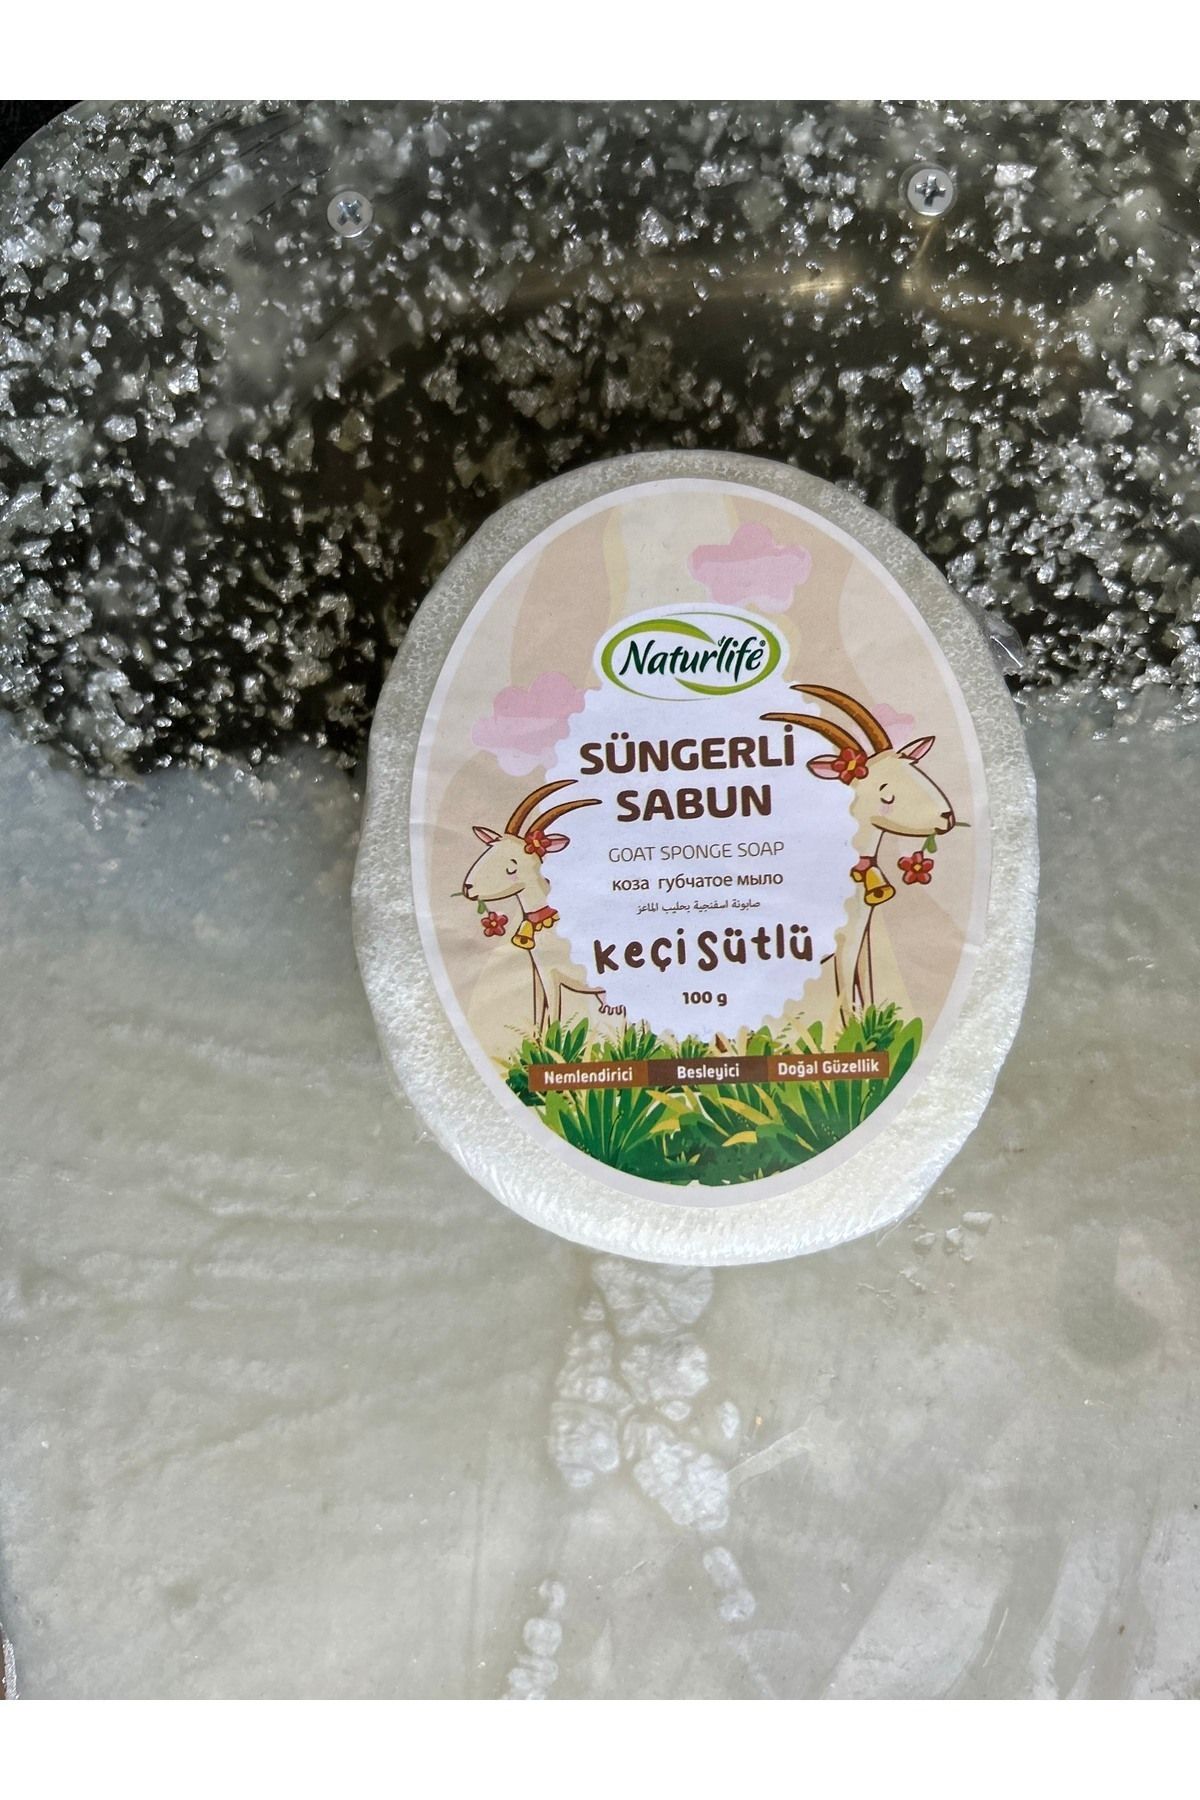 Naturlife®
SÜNGERLİ
SABUN
GOAT SPONGE SOAP
коза губчатое мыло
صابونة اسفنجية بحليب الماعز
keçi sütlü
100 g
Nemlendirici Besleyici Doğal Güzellik